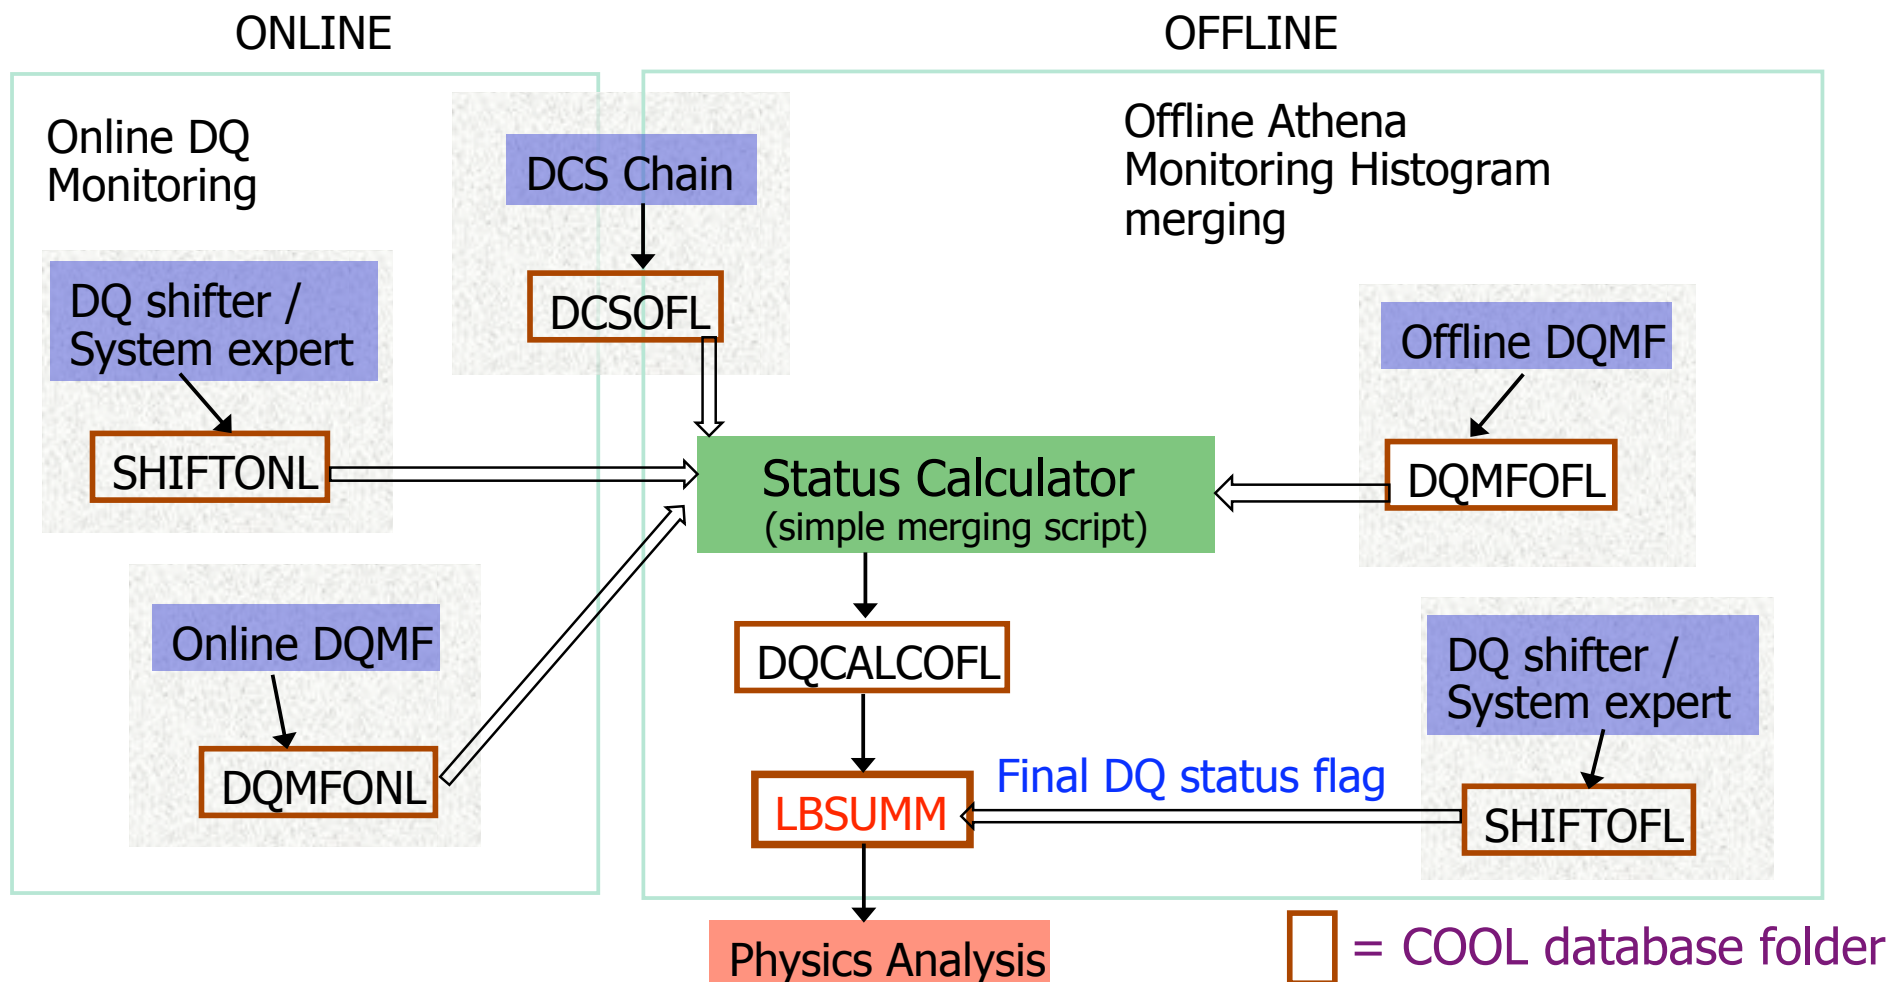 ONLINE
OFFLINE
Online DQ
Monitoring
DCS Chain
DCSOFL
Offline Athena
Monitoring Histogram
merging
DQ shifter /
System expert
SHIFTONL
Offline DQMF
DQMFOFL
Status Calculator
(simple merging script)
Online DQMF
DQMFONL
DQCALCOFL
DQ shifter /
System expert
LBSUMM
Final DQ status flag
SHIFTOFL
Physics Analysis
= COOL database folder